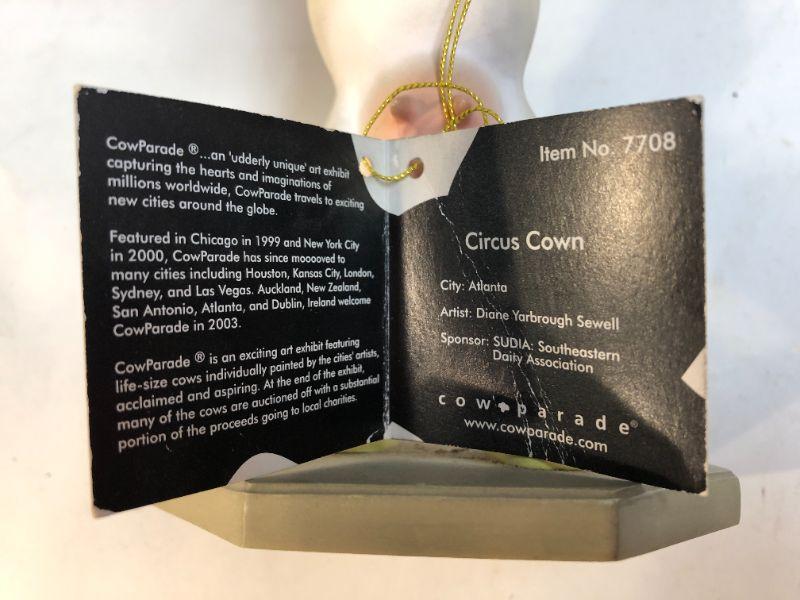 CowParade ®...an 'udderly unique' art exhibit
capturing the hearts and imaginations of
millions worldwide, CowParade travels to exciting
new cities around the globe.
Featured in Chicago in 1999 and New York City
in 2000, CowParade has since mooooved to
many cities including Houston, Kansas City, London,
Sydney, and Las Vegas. Auckland, New Zealand,
San Antonio, Atlanta, and Dublin, Ireland welcome
CowParade in 2003.
CowParade ® is an exciting art exhibit featuring
life-size cows individually painted by the cities' artists,
acclaimed and aspiring. At the end of the exhibit,
many of the cows are auctioned off with a substantial
portion of the proceeds going to local charities.
Item No. 7708
Circus Cown
City: Atlanta
Artist: Diane Yarbrough Sewell
Sponsor: SUDIA: Southeastern
Dairy Association
cow parade®
www.cowparade.com